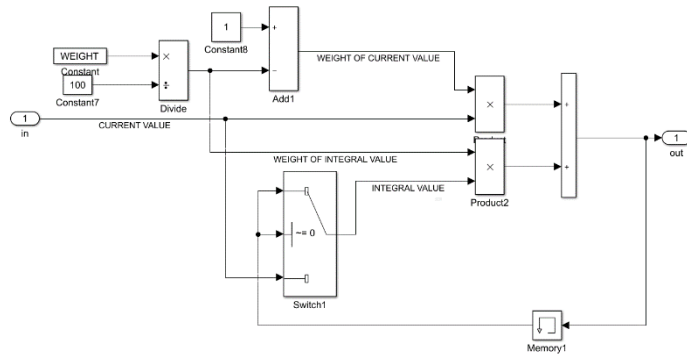 1
Constant8
+
−
Add1
WEIGHT
Constant
100
Constant7
×
÷
Divide
WEIGHT OF CURRENT VALUE
1
in
CURRENT VALUE
×
WEIGHT OF INTEGRAL VALUE
×
Product2
+
+
1
out
INTEGRAL VALUE
~= 0
Switch1
Memory1